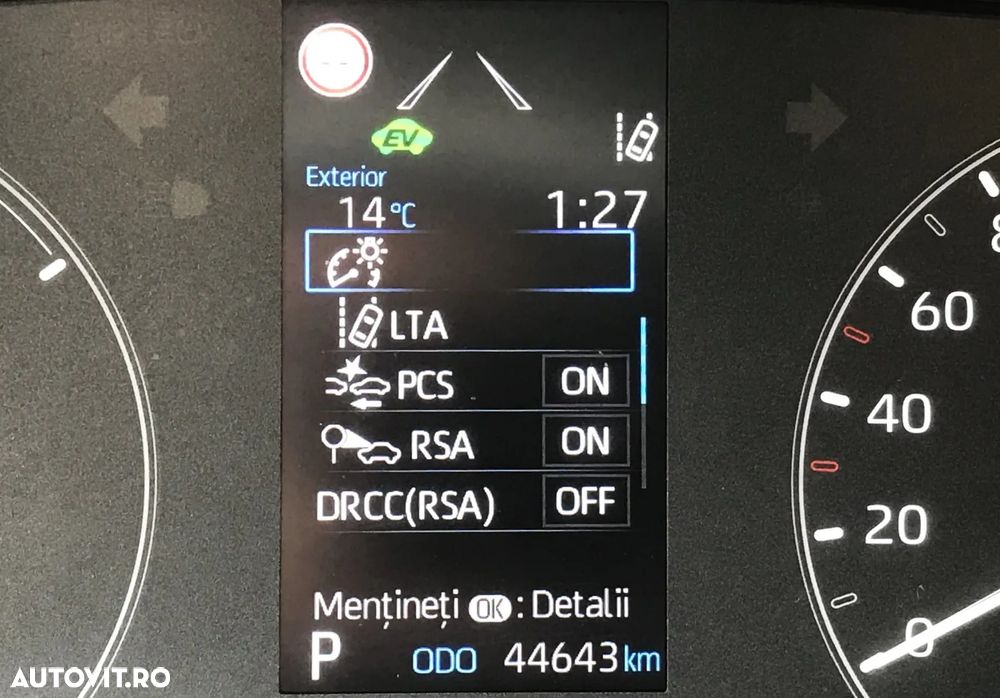 EV
Exterior
14°C 1:27
LTA
PCS ON
RSA ON
DRCC(RSA) OFF
Mențineți OK : Detalii
P ODO 44643 km
60
40
20
0
AUTOVIT.RO